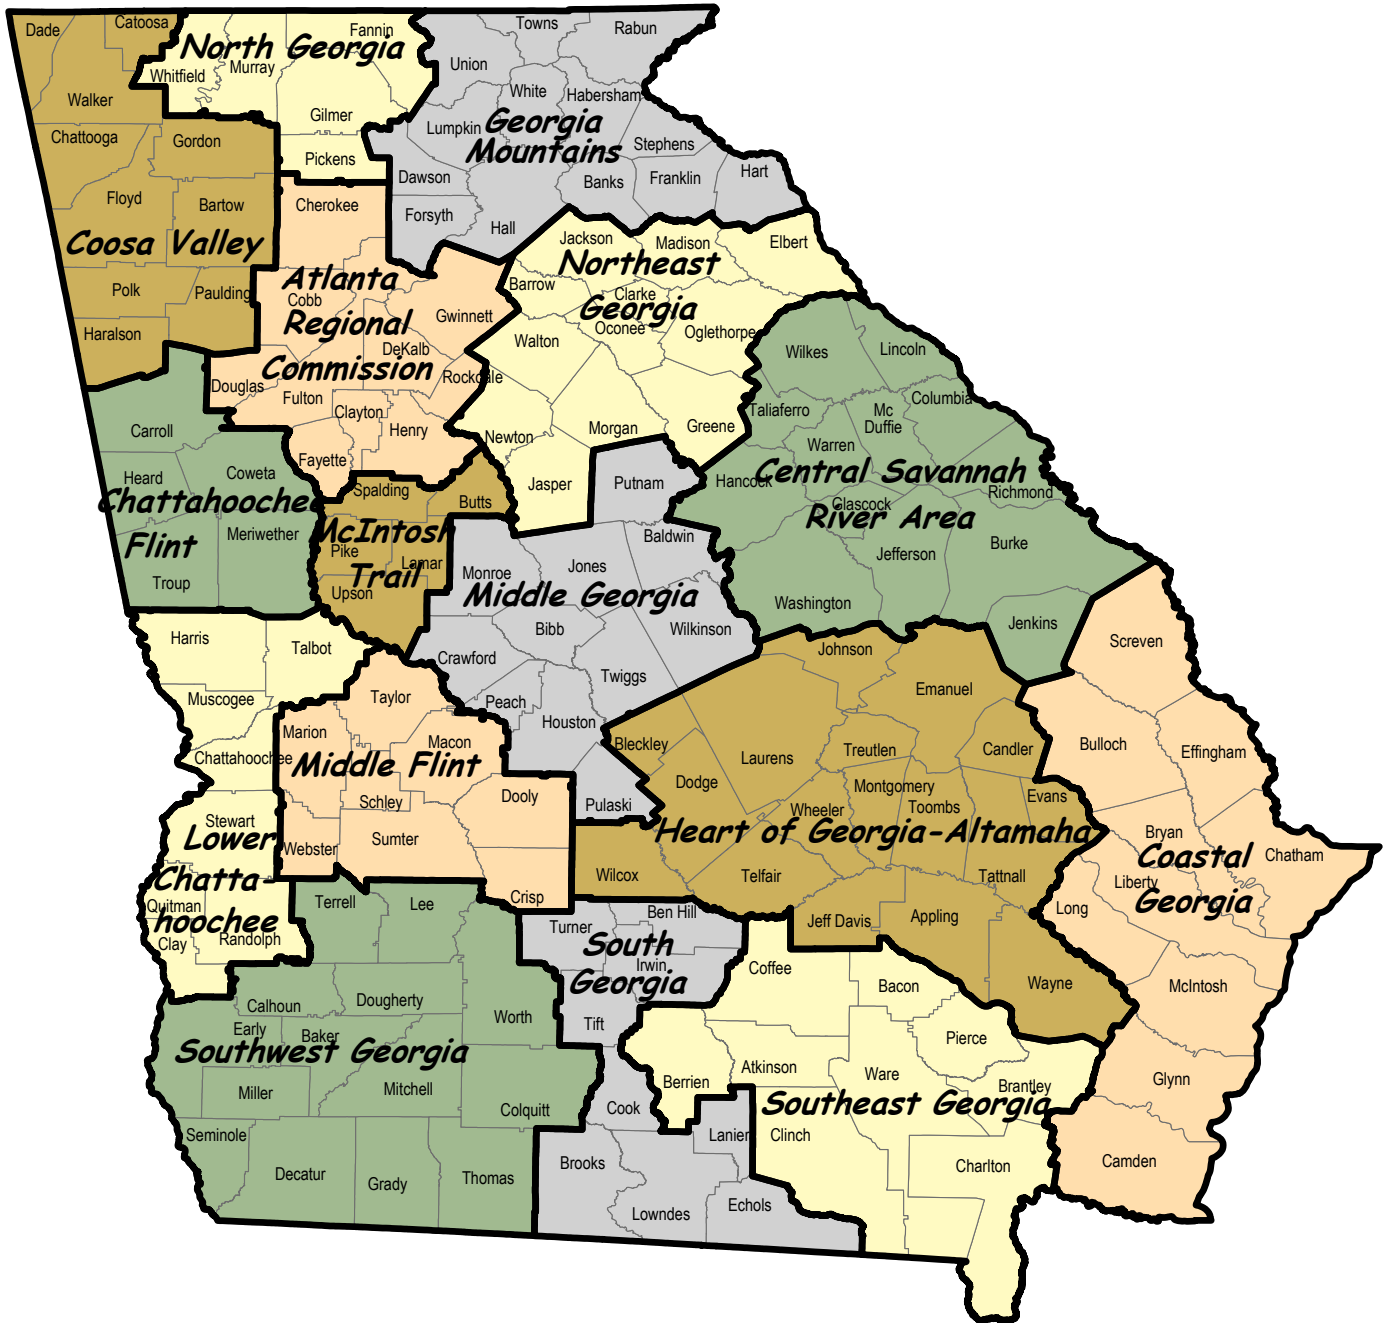 Dade
Catoosa
Fannin
Towns
Rabun
North Georgia
Whitfield
Murray
Union
Walker
White
Habersham
Gilmer
Georgia
Mountains
Lumpkin
Chattooga
Gordon
Pickens
Stephens
Dawson
Banks
Franklin
Hart
Floyd
Bartow
Cherokee
Forsyth
Hall
Coosa Valley
Jackson
Madison
Elbert
Northeast
Georgia
Atlanta
Regional
Commission
Polk
Paulding
Cobb
Barrow
Clarke
Oconee
Oglethorpe
Gwinnett
Haralson
DeKalb
Walton
Wilkes
Lincoln
Douglas
Rockdale
Fulton
Clayton
Henry
Columbia
Taliaferro
Mc
Duffie
Carroll
Newton
Morgan
Greene
Warren
Fayette
Heard
Coweta
Jasper
Putnam
Hancock
Central Savannah
River Area
Glascock
Richmond
Spalding
Butts
Chattahoochee
Flint
McIntosh
Trail
Meriwether
Pike
Lamar
Baldwin
Jefferson
Burke
Troup
Upson
Monroe
Jones
Middle Georgia
Washington
Jenkins
Harris
Talbot
Bibb
Wilkinson
Johnson
Screven
Crawford
Twiggs
Muscogee
Taylor
Peach
Emanuel
Marion
Macon
Houston
Bleckley
Laurens
Treutlen
Candler
Bulloch
Effingham
Chattahoochee
Middle Flint
Dodge
Montgomery
Evans
Schley
Dooly
Pulaski
Wheeler
Toombs
Stewart
Lower
Chatta-
hoochee
Webster
Sumter
Heart of Georgia-Altamaha
Bryan
Coastal
Georgia
Chatham
Liberty
Crisp
Wilcox
Telfair
Tattnall
Long
Quitman
Terrell
Lee
Ben Hill
Jeff Davis
Appling
Clay
Randolph
Turner
South
Georgia
Irwin
Coffee
Bacon
Wayne
McIntosh
Calhoun
Dougherty
Worth
Tift
Early
Baker
Southwest Georgia
Pierce
Atkinson
Ware
Berrien
Brantley
Southeast Georgia
Glynn
Miller
Mitchell
Colquitt
Cook
Seminole
Lanier
Clinch
Brooks
Charlton
Camden
Decatur
Grady
Thomas
Lowndes
Echols